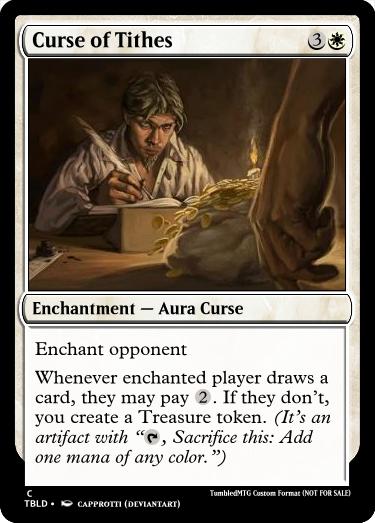 Curse of Tithes 3
Enchantment — Aura Curse
Enchant opponent
Whenever enchanted player draws a
card, they may pay 2. If they don't,
you create a Treasure token. (It's an
artifact with “, Sacrifice this: Add
one mana of any color.”)
C
TBLD • CAPPROTTI (DEVIANTART)
TumbledMTG Custom Format (NOT FOR SALE)